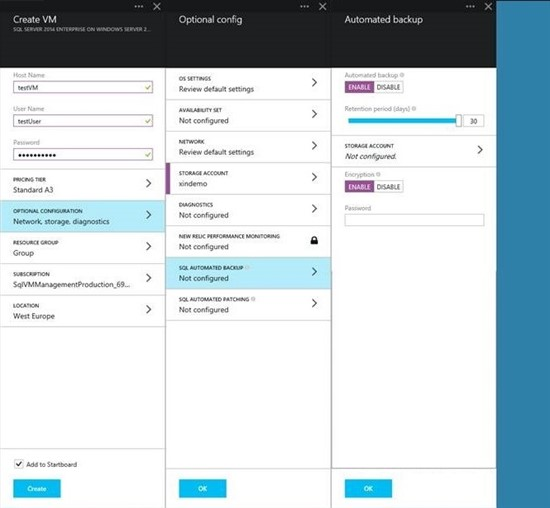 Create VM
SQL SERVER 2014 ENTERPRISE ON WINDOWS SERVER 2...
Host Name
testVM
User Name
testUser
Password
PRICING TIER
Standard A3
OPTIONAL CONFIGURATION
Network, storage, diagnostics
RESOURCE GROUP
Group
SUBSCRIPTION
SqlVMManagementProduction_69...
LOCATION
West Europe
Add to Startboard
Create
Optional config
OS SETTINGS
Review default settings
AVAILABILITY SET
Not configured
NETWORK
Review default settings
STORAGE ACCOUNT
xindemo
DIAGNOSTICS
Not configured
NEW RELIC PERFORMANCE MONITORING
Not configured
SQL AUTOMATED BACKUP
Not configured
SQL AUTOMATED PATCHING
Not configured
OK
Automated backup
Automated backup
ENABLE DISABLE
Retention period (days)
30
STORAGE ACCOUNT
Not configured.
Encryption
ENABLE DISABLE
Password
OK